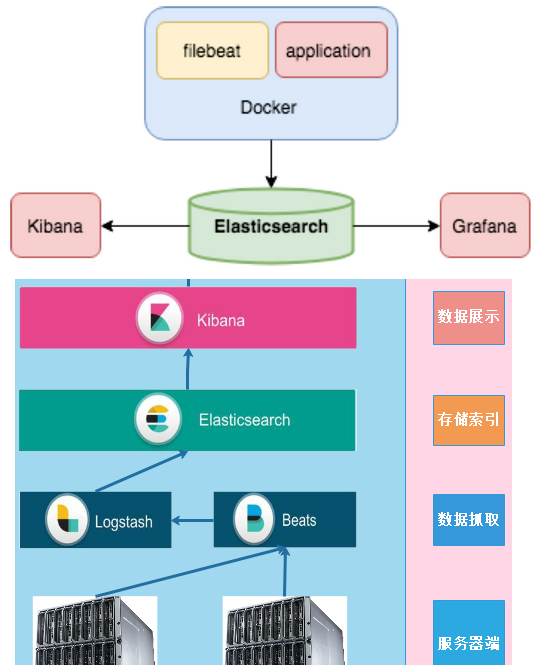 filebeat
application
Docker
Kibana
Elasticsearch
Grafana
Kibana
数据展示
Elasticsearch
存储索引
Logstash
Beats
数据抓取
服务器端